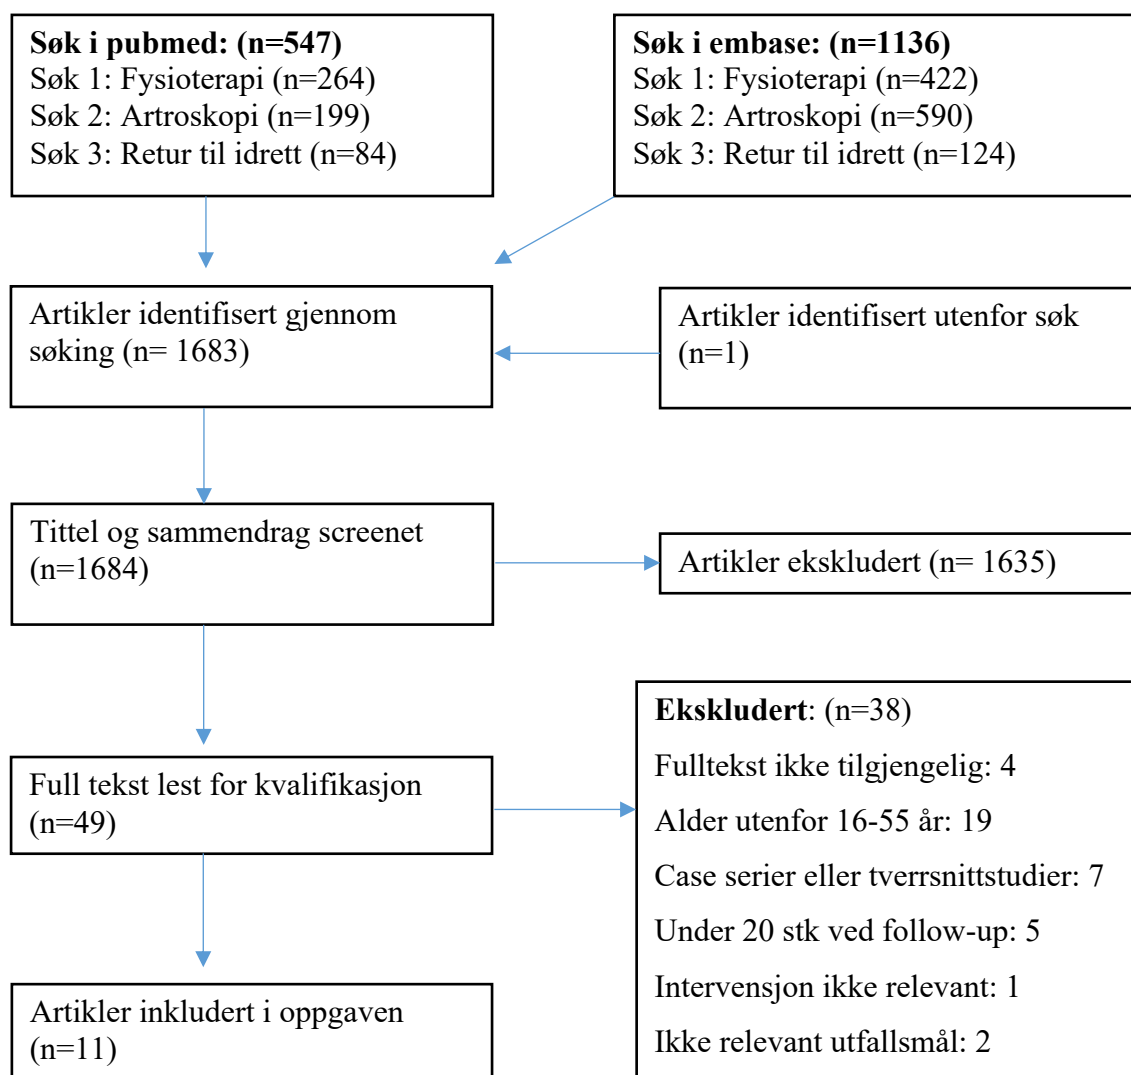 Søk i pubmed: (n=547)
Søk 1: Fysioterapi (n=264)
Søk 2: Artroskopi (n=199)
Søk 3: Retur til idrett (n=84)
Søk i embase: (n=1136)
Søk 1: Fysioterapi (n=422)
Søk 2: Artroskopi (n=590)
Søk 3: Retur til idrett (n=124)
Artikler identifisert gjennom
søking (n= 1683)
Artikler identifisert utenfor søk
(n=1)
Tittel og sammendrag screenet
(n=1684)
Artikler ekskludert (n= 1635)
Full tekst lest for kvalifikasjon
(n=49)
Ekskludert: (n=38)
Fulltekst ikke tilgjengelig: 4
Alder utenfor 16-55 år: 19
Case serier eller tverrsnittstudier: 7
Under 20 stk ved follow-up: 5
Intervensjon ikke relevant: 1
Ikke relevant utfallsmål: 2
Artikler inkludert i oppgaven
(n=11)